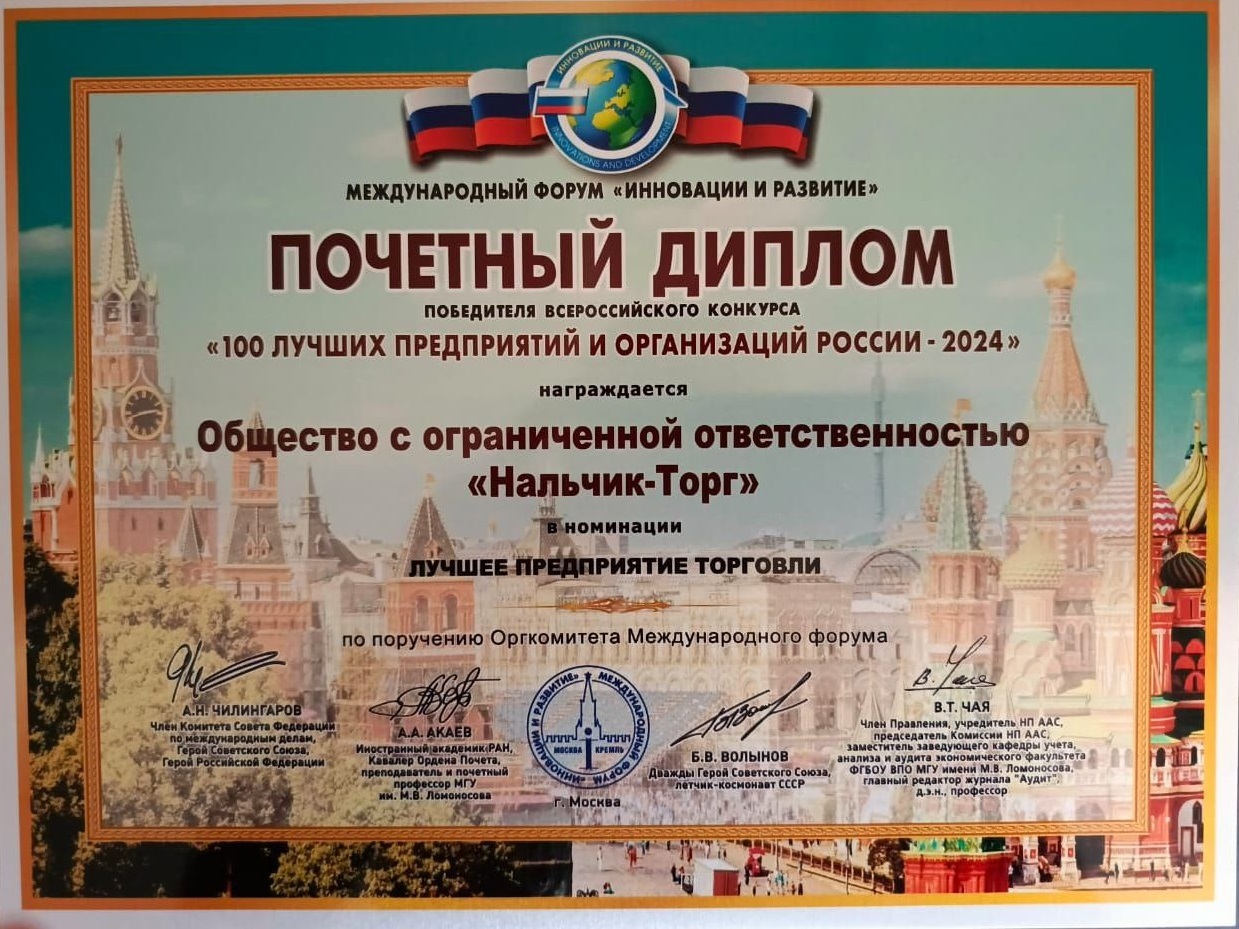 ИННОВАЦИИ И РАЗВИТИЕ
INNOVATIONS AND DEVELOPMENT
МЕЖДУНАРОДНЫЙ ФОРУМ «ИННОВАЦИИ И РАЗВИТИЕ»
ПОЧЕТНЫЙ ДИПЛОМ
ПОБЕДИТЕЛЯ ВСЕРОССИЙСКОГО КОНКУРСА
«100 ЛУЧШИХ ПРЕДПРИЯТИЙ И ОРГАНИЗАЦИЙ РОССИИ - 2024»
награждается
Общество с ограниченной ответственностью
«Нальчик-Торг»
в номинации
ЛУЧШЕЕ ПРЕДПРИЯТИЕ ТОРГОВЛИ
по поручению Оргкомитета Международного форума
А.Н. ЧИЛИНГАРОВ
Член Комитета Совета Федерации
по международным делам,
Герой Советского Союза,
Герой Российской Федерации
А.А. АКАЕВ
Иностранный академик РАН,
Кавалер Ордена Почета,
преподаватель и почетный
профессор МГУ
им. М.В. Ломоносова
МЕЖДУНАРОДНЫЙ ФОРУМ «ИННОВАЦИИ И РАЗВИТИЕ»
МОСКВА КРЕМЛЬ
г. Москва
Б.В. ВОЛЫНОВ
Дважды Герой Советского Союза,
летчик-космонавт СССР
В.Т. ЧАЯ
Член Правления, учредитель НП ААС,
председатель Комиссии НП ААС,
заместитель заведующего кафедры учета,
анализа и аудита экономического факультета
ФГБОУ ВПО МГУ имени М.В. Ломоносова,
главный редактор журнала "Аудит",
д.э.н., профессор